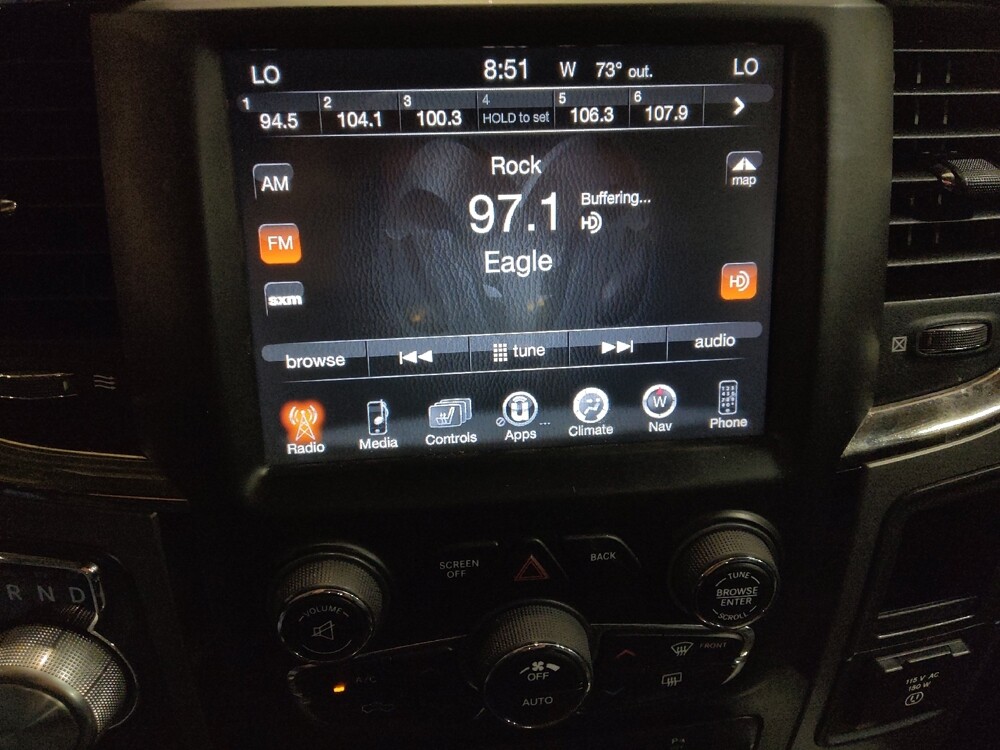 LO 8:51 W 73° out. LO
1 94.5 2 104.1 3 100.3 4 HOLD to set 5 106.3 6 107.9
Rock
AM
map
97.1 Buffering...
HD
FM
Eagle
HD
sxm
browse tune audio
Radio Media Controls Apps ... Climate W Nav Phone
SCREEN
OFF
BACK
VOLUME
TUNE
BROWSE
ENTER
SCROLL
R N D
OFF
AUTO
A/C
FRONT
115 V AC
150 W